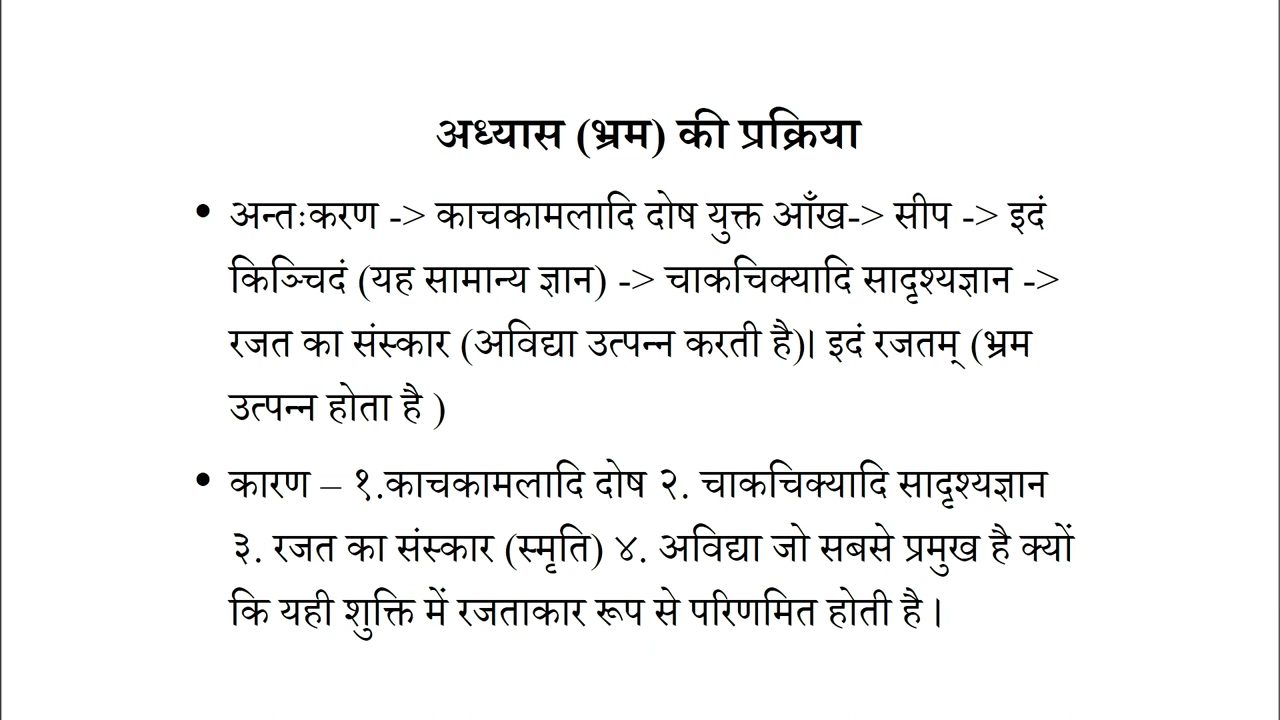 अध्यास (भ्रम) की प्रक्रिया
• अन्तःकरण -> काचकामलादि दोष युक्त आँख-> सीप -> इदं
किञ्चिदं (यह सामान्य ज्ञान) -> चाकचिक्यादि सादृश्यज्ञान ->
रजत का संस्कार (अविद्या उत्पन्न करती है)। इदं रजतम् (भ्रम
उत्पन्न होता है )
• कारण – १.काचकामलादि दोष २. चाकचिक्यादि सादृश्यज्ञान
३. रजत का संस्कार (स्मृति) ४. अविद्या जो सबसे प्रमुख है क्यों
कि यही शुक्ति में रजताकार रूप से परिणमित होती है ।